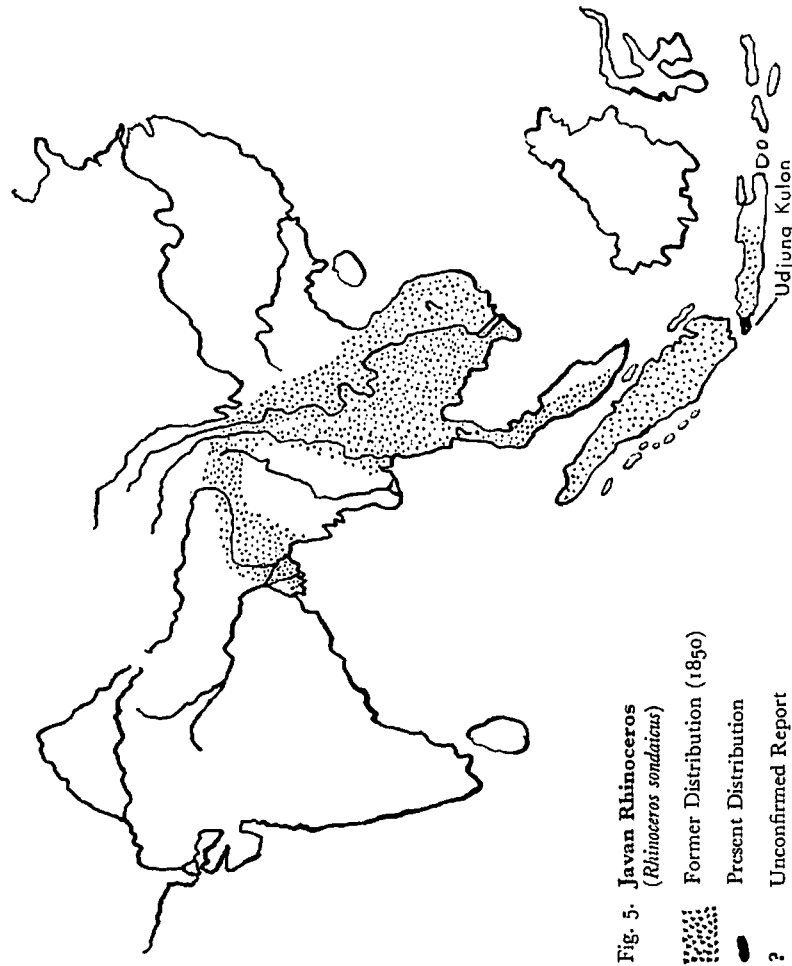 Fig. 5. Javan Rhinoceros
(Rhinoceros sondaicus)
Former Distribution (1850)
Present Distribution
? Unconfirmed Report
Udjung Kulon